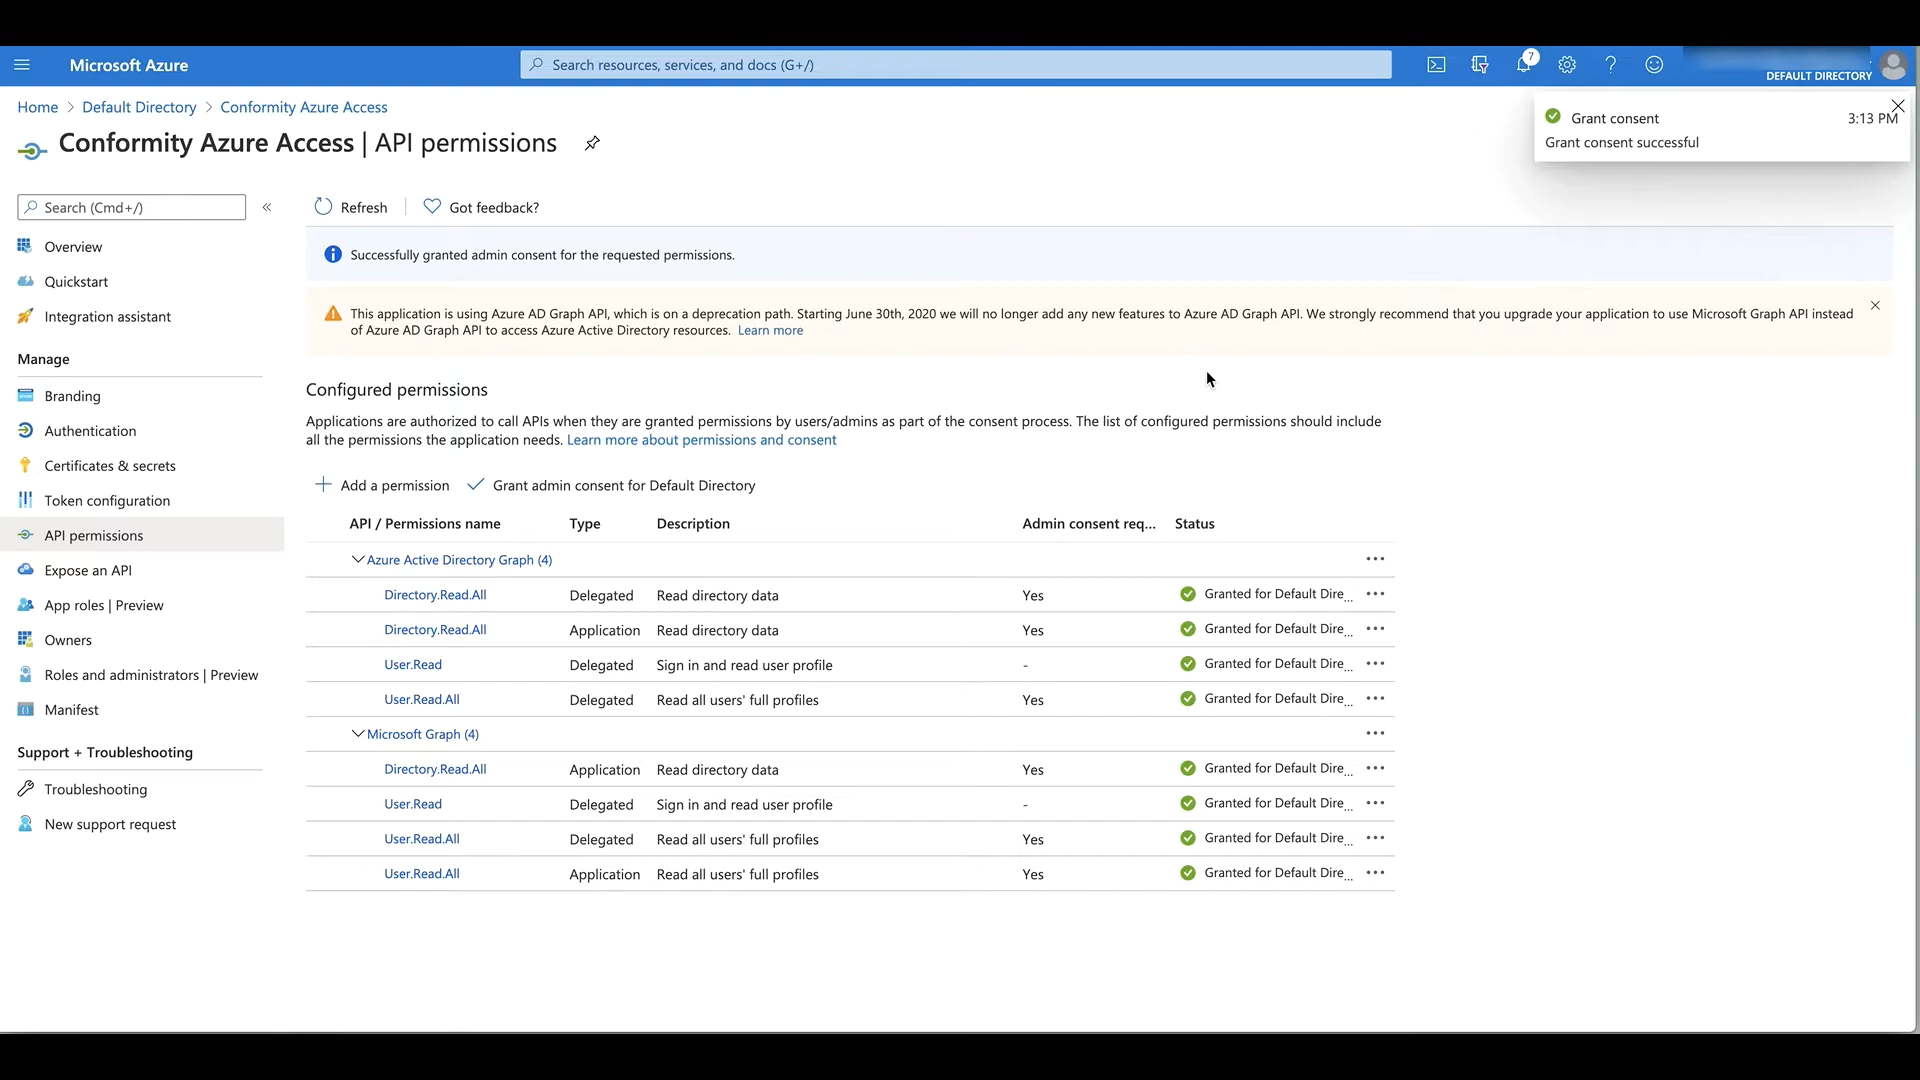 Microsoft Azure
Search resources, services, and docs (G+/)
7
DEFAULT DIRECTORY
Home > Default Directory > Conformity Azure Access
Conformity Azure Access | API permissions
Grant consent 3:13 PM
Grant consent successful
Search (Cmd+/)
«
Overview
Quickstart
Integration assistant
Manage
Branding
Authentication
Certificates & secrets
Token configuration
API permissions
Expose an API
App roles | Preview
Owners
Roles and administrators | Preview
Manifest
Support + Troubleshooting
Troubleshooting
New support request
Refresh
Got feedback?
Successfully granted admin consent for the requested permissions.
This application is using Azure AD Graph API, which is on a deprecation path. Starting June 30th, 2020 we will no longer add any new features to Azure AD Graph API. We strongly recommend that you upgrade your application to use Microsoft Graph API instead
of Azure AD Graph API to access Azure Active Directory resources. Learn more
Configured permissions
Applications are authorized to call APIs when they are granted permissions by users/admins as part of the consent process. The list of configured permissions should include
all the permissions the application needs. Learn more about permissions and consent
Add a permission
Grant admin consent for Default Directory
API / Permissions name Type Description Admin consent req... Status
Azure Active Directory Graph (4)
Directory.Read.All Delegated Read directory data Yes Granted for Default Dire...
Directory.Read.All Application Read directory data Yes Granted for Default Dire...
User.Read Delegated Sign in and read user profile - Granted for Default Dire...
User.Read.All Delegated Read all users' full profiles Yes Granted for Default Dire...
Microsoft Graph (4)
Directory.Read.All Application Read directory data Yes Granted for Default Dire...
User.Read Delegated Sign in and read user profile - Granted for Default Dire...
User.Read.All Delegated Read all users' full profiles Yes Granted for Default Dire...
User.Read.All Application Read all users' full profiles Yes Granted for Default Dire...